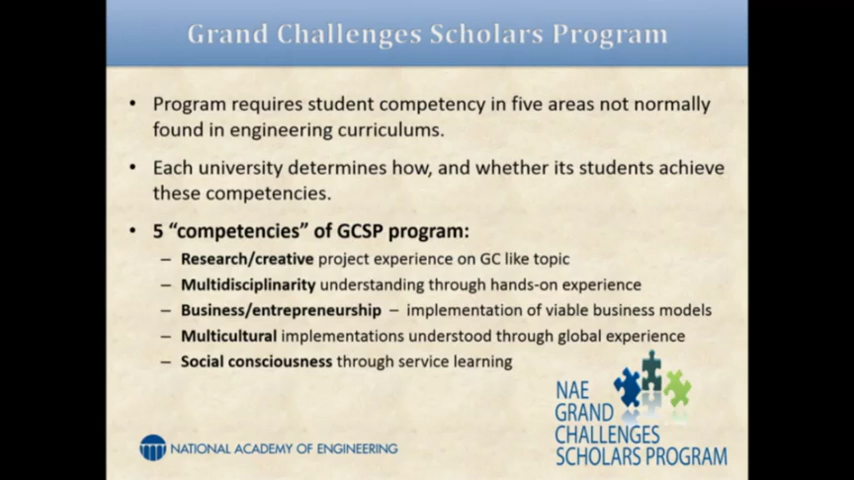 Grand Challenges Scholars Program
• Program requires student competency in five areas not normally
found in engineering curriculums.
• Each university determines how, and whether its students achieve
these competencies.
• 5 “competencies” of GCSP program:
– Research/creative project experience on GC like topic
– Multidisciplinarity understanding through hands-on experience
– Business/entrepreneurship – implementation of viable business models
– Multicultural implementations understood through global experience
– Social consciousness through service learning
NAE
GRAND
CHALLENGES
SCHOLARS PROGRAM
NATIONAL ACADEMY OF ENGINEERING